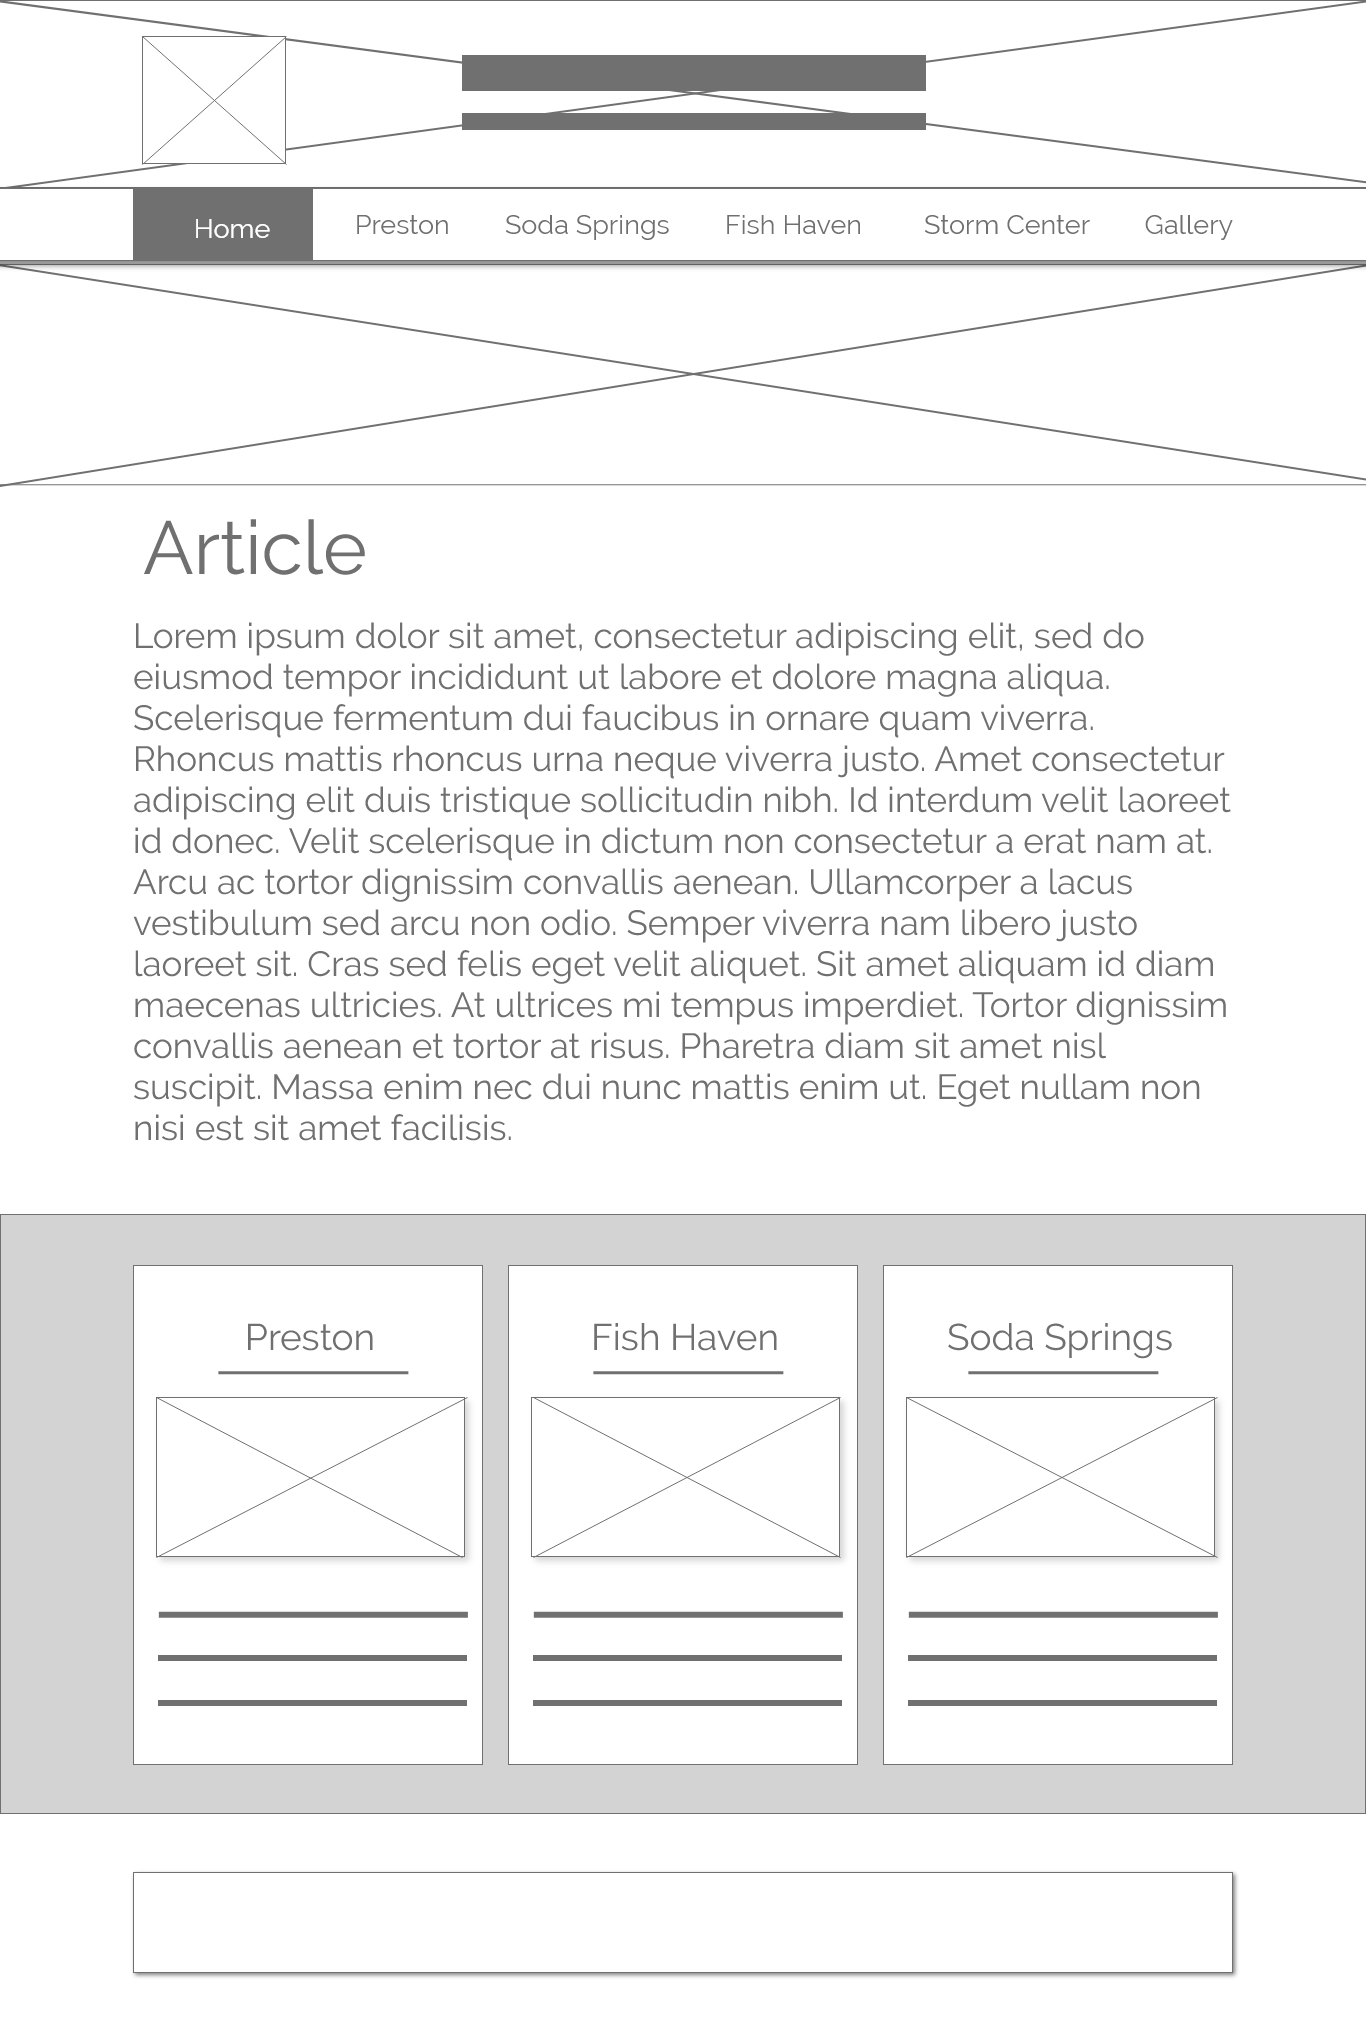 Home Preston Soda Springs Fish Haven Storm Center Gallery
Article
Lorem ipsum dolor sit amet, consectetur adipiscing elit, sed do
eiusmod tempor incididunt ut labore et dolore magna aliqua.
Scelerisque fermentum dui faucibus in ornare quam viverra.
Rhoncus mattis rhoncus urna neque viverra justo. Amet consectetur
adipiscing elit duis tristique sollicitudin nibh. Id interdum velit laoreet
id donec. Velit scelerisque in dictum non consectetur a erat nam at.
Arcu ac tortor dignissim convallis aenean. Ullamcorper a lacus
vestibulum sed arcu non odio. Semper viverra nam libero justo
laoreet sit. Cras sed felis eget velit aliquet. Sit amet aliquam id diam
maecenas ultricies. At ultrices mi tempus imperdiet. Tortor dignissim
convallis aenean et tortor at risus. Pharetra diam sit amet nisl
suscipit. Massa enim nec dui nunc mattis enim ut. Eget nullam non
nisi est sit amet facilisis.
Preston Fish Haven Soda Springs